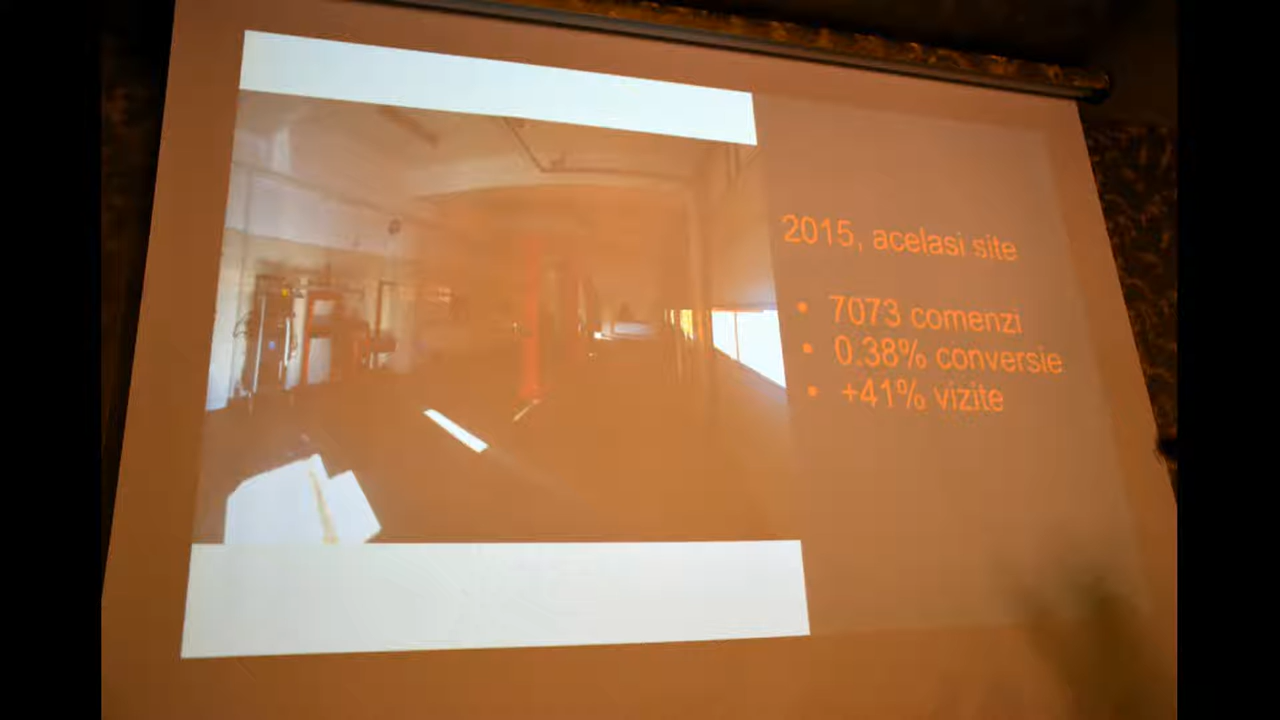 2015, acelasi site
• 7073 comenzi
• 0.38% conversie
• +41% vizite